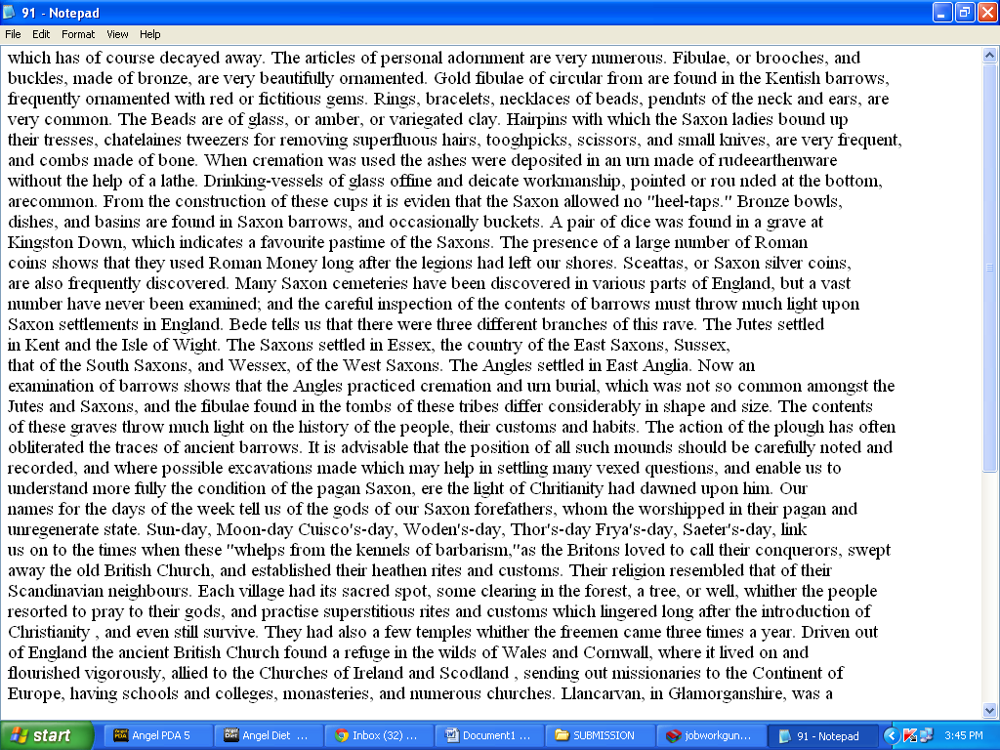 91 - Notepad
File Edit Format View Help
which has of course decayed away. The articles of personal adornment are very numerous. Fibulae, or brooches, and
buckles, made of bronze, are very beautifully ornamented. Gold fibulae of circular from are found in the Kentish barrows,
frequently ornamented with red or fictitious gems. Rings, bracelets, necklaces of beads, pendnts of the neck and ears, are
very common. The Beads are of glass, or amber, or variegated clay. Hairpins with which the Saxon ladies bound up
their tresses, chatelaines tweezers for removing superfluous hairs, tooghpicks, scissors, and small knives, are very frequent,
and combs made of bone. When cremation was used the ashes were deposited in an urn made of rudeearthenware
without the help of a lathe. Drinking-vessels of glass offine and deicate workmanship, pointed or rou nded at the bottom,
arecommon. From the construction of these cups it is eviden that the Saxon allowed no "heel-taps." Bronze bowls,
dishes, and basins are found in Saxon barrows, and occasionally buckets. A pair of dice was found in a grave at
Kingston Down, which indicates a favourite pastime of the Saxons. The presence of a large number of Roman
coins shows that they used Roman Money long after the legions had left our shores. Sceattas, or Saxon silver coins,
are also frequently discovered. Many Saxon cemeteries have been discovered in various parts of England, but a vast
number have never been examined; and the careful inspection of the contents of barrows must throw much light upon
Saxon settlements in England. Bede tells us that there were three different branches of this rave. The Jutes settled
in Kent and the Isle of Wight. The Saxons settled in Essex, the country of the East Saxons, Sussex,
that of the South Saxons, and Wessex, of the West Saxons. The Angles settled in East Anglia. Now an
examination of barrows shows that the Angles practiced cremation and urn burial, which was not so common amongst the
Jutes and Saxons, and the fibulae found in the tombs of these tribes differ considerably in shape and size. The contents
of these graves throw much light on the history of the people, their customs and habits. The action of the plough has often
obliterated the traces of ancient barrows. It is advisable that the position of all such mounds should be carefully noted and
recorded, and where possible excavations made which may help in settling many vexed questions, and enable us to
understand more fully the condition of the pagan Saxon, ere the light of Chritianity had dawned upon him. Our
names for the days of the week tell us of the gods of our Saxon forefathers, whom the worshipped in their pagan and
unregenerate state. Sun-day, Moon-day Cuisco's-day, Woden's-day, Thor's-day Frya's-day, Saeter's-day, link
us on to the times when these "whelps from the kennels of barbarism,"as the Britons loved to call their conquerors, swept
away the old British Church, and established their heathen rites and customs. Their religion resembled that of their
Scandinavian neighbours. Each village had its sacred spot, some clearing in the forest, a tree, or well, whither the people
resorted to pray to their gods, and practise superstitious rites and customs which lingered long after the introduction of
Christianity , and even still survive. They had also a few temples whither the freemen came three times a year. Driven out
of England the ancient British Church found a refuge in the wilds of Wales and Cornwall, where it lived on and
flourished vigorously, allied to the Churches of Ireland and Scodland , sending out missionaries to the Continent of
Europe, having schools and colleges, monasteries, and numerous churches. Llancarvan, in Glamorganshire, was a
start Angel PDA 5 Angel Diet ... Inbox (32) ... Document1 ... SUBMISSION jobworkgun... 91 - Notepad 3:45 PM